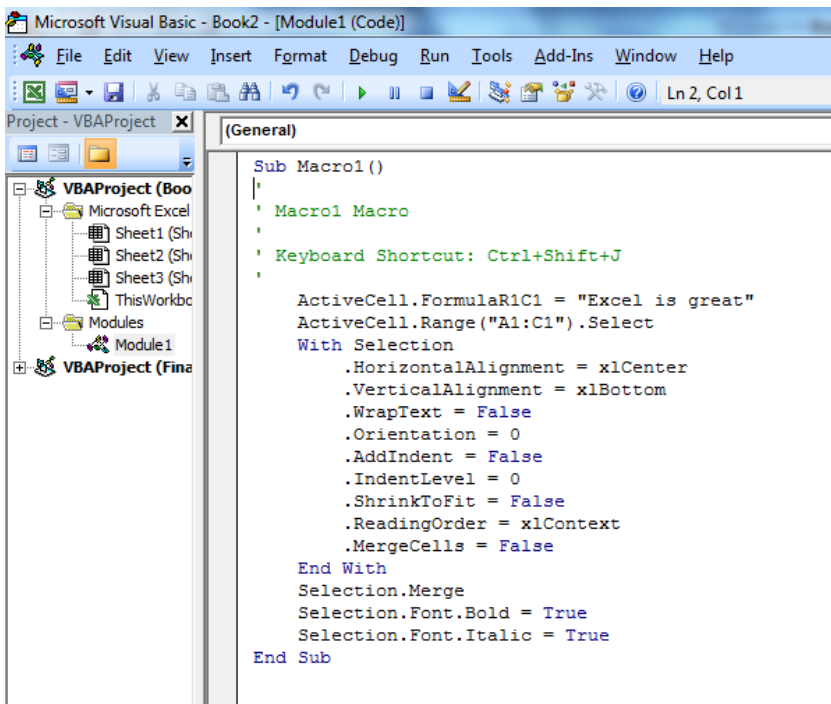 Microsoft Visual Basic - Book2 - [Module1 (Code)]
File Edit View Insert Format Debug Run Tools Add-Ins Window Help
Ln 2, Col 1
Project - VBAProject
(General)
VBAProject (Boo
Microsoft Excel
Sheet1 (Sh
Sheet2 (Sh
Sheet3 (Sh
ThisWorkbo
Modules
Module1
VBAProject (Fina
Sub Macro1()
'
' Macro1 Macro
'
' Keyboard Shortcut: Ctrl+Shift+J
'
ActiveCell.FormulaR1C1 = "Excel is great"
ActiveCell.Range("A1:C1").Select
With Selection
.HorizontalAlignment = xlCenter
.VerticalAlignment = xlBottom
.WrapText = False
.Orientation = 0
.AddIndent = False
.IndentLevel = 0
.ShrinkToFit = False
.ReadingOrder = xlContext
.MergeCells = False
End With
Selection.Merge
Selection.Font.Bold = True
Selection.Font.Italic = True
End Sub